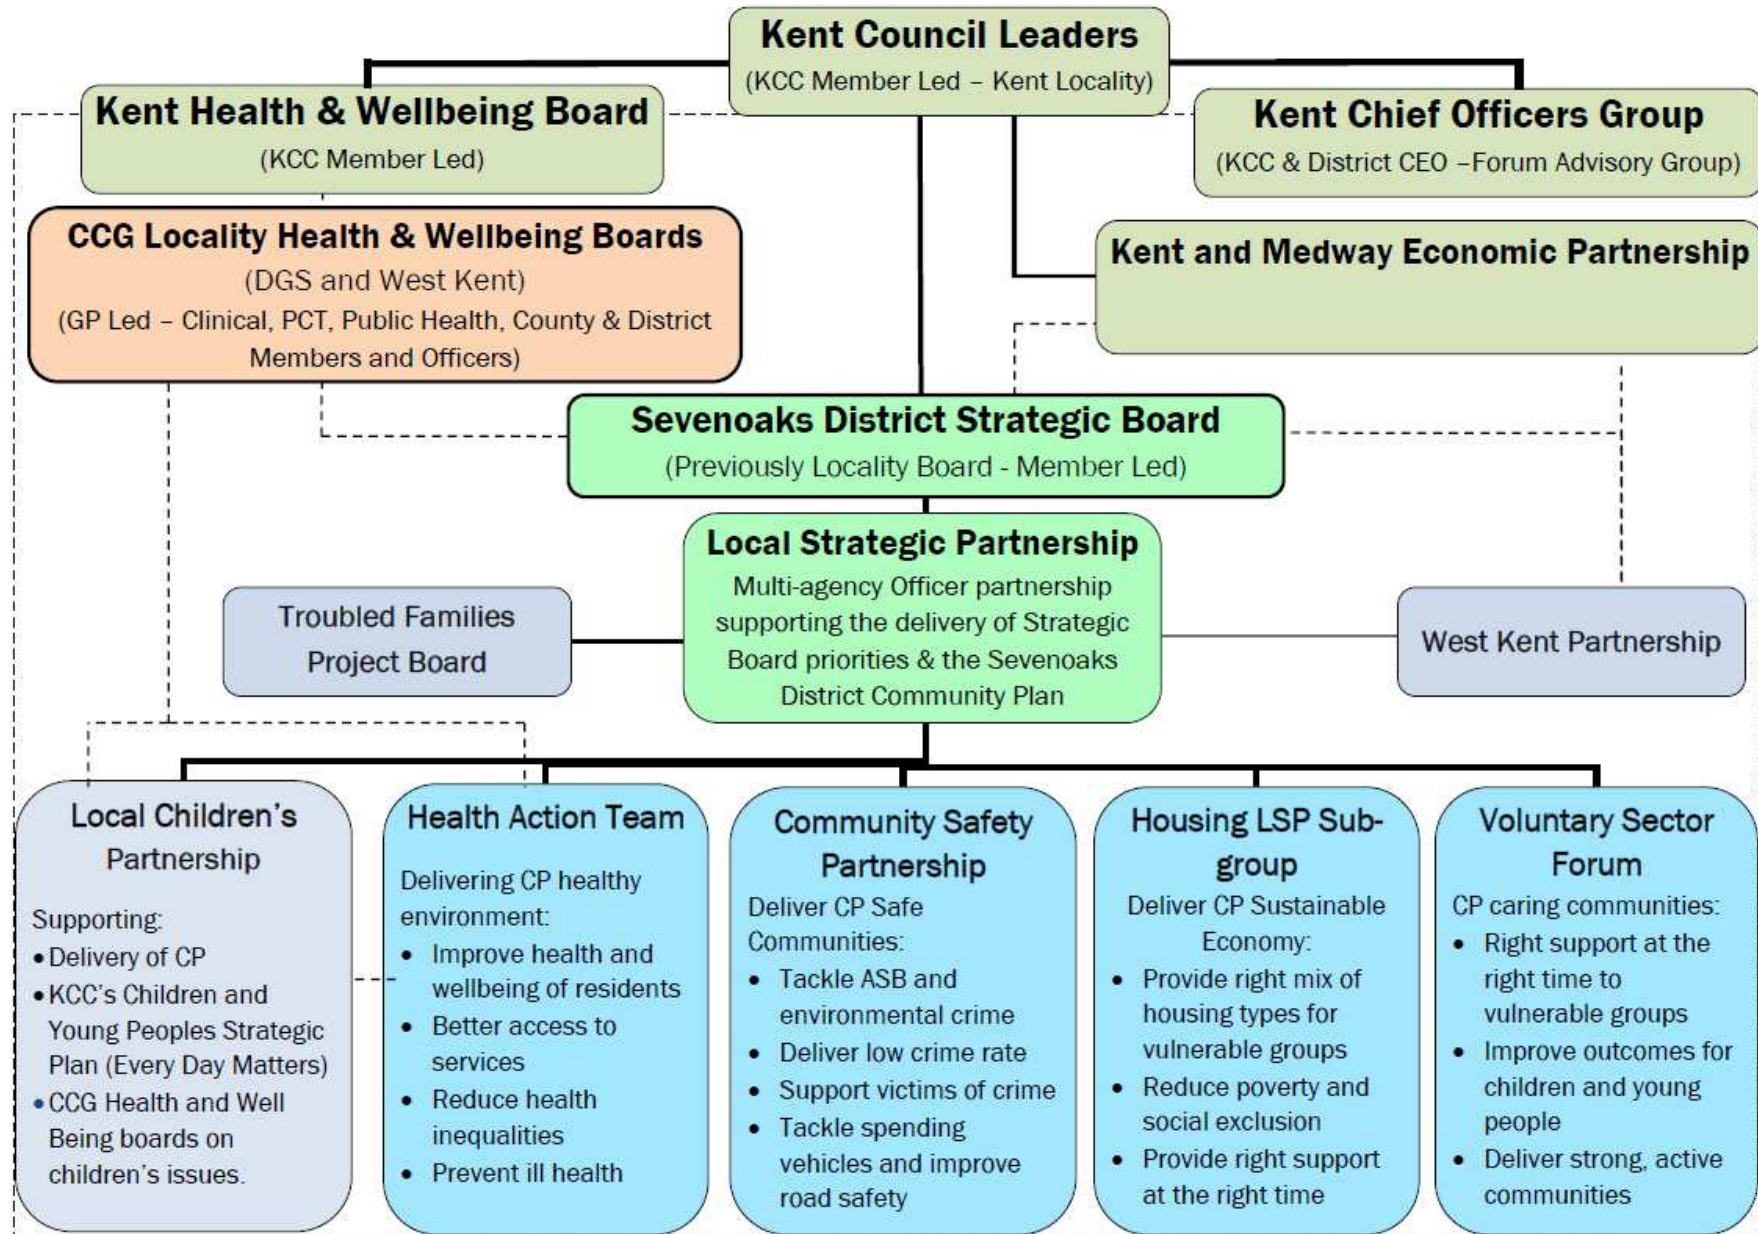 Kent Council Leaders
(KCC Member Led – Kent Locality)
Kent Health & Wellbeing Board
(KCC Member Led)
Kent Chief Officers Group
(KCC & District CEO –Forum Advisory Group)
CCG Locality Health & Wellbeing Boards
(DGS and West Kent)
(GP Led – Clinical, PCT, Public Health, County & District
Members and Officers)
Kent and Medway Economic Partnership
Sevenoaks District Strategic Board
(Previously Locality Board - Member Led)
Local Strategic Partnership
Multi-agency Officer partnership
supporting the delivery of Strategic
Board priorities & the Sevenoaks
District Community Plan
Troubled Families
Project Board
West Kent Partnership
Local Children's
Partnership
Supporting:
• Delivery of CP
• KCC's Children and
Young Peoples Strategic
Plan (Every Day Matters)
• CCG Health and Well
Being boards on
children's issues.
Health Action Team
Delivering CP healthy
environment:
• Improve health and
wellbeing of residents
• Better access to
services
• Reduce health
inequalities
• Prevent ill health
Community Safety
Partnership
Deliver CP Safe
Communities:
• Tackle ASB and
environmental crime
• Deliver low crime rate
• Support victims of crime
• Tackle spending
vehicles and improve
road safety
Housing LSP Sub-
group
Deliver CP Sustainable
Economy:
• Provide right mix of
housing types for
vulnerable groups
• Reduce poverty and
social exclusion
• Provide right support
at the right time
Voluntary Sector
Forum
CP caring communities:
• Right support at the
right time to
vulnerable groups
• Improve outcomes for
children and young
people
• Deliver strong, active
communities